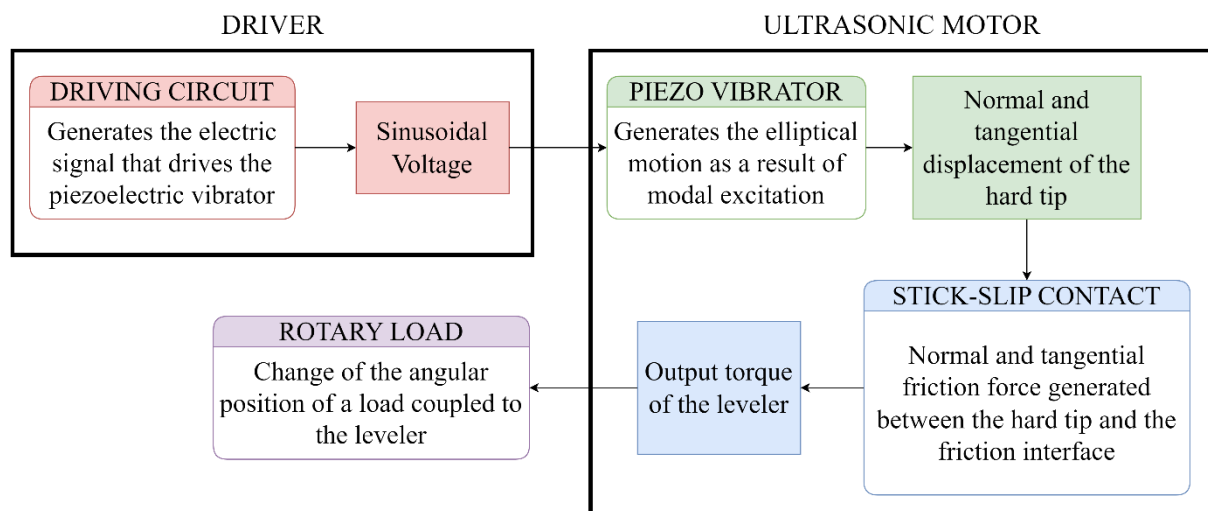 DRIVER
ULTRASONIC MOTOR
DRIVING CIRCUIT
Generates the electric
signal that drives the
piezoelectric vibrator
Sinusoidal
Voltage
PIEZO VIBRATOR
Generates the elliptical
motion as a result of
modal excitation
Normal and
tangential
displacement of the
hard tip
STICK-SLIP CONTACT
Normal and tangential
friction force generated
between the hard tip and the
friction interface
Output torque
of the leveler
ROTARY LOAD
Change of the angular
position of a load coupled to
the leveler